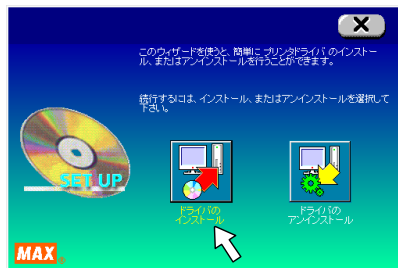 このウィザードを使うと、簡単に プリンタドライバ のインストー
ル、またはアンインストールを行うことができます。
続行するには、インストール、またはアンインストールを選択して
下さい。
SET UP
ドライバの
インストール
ドライバの
アンインストール
MAX®